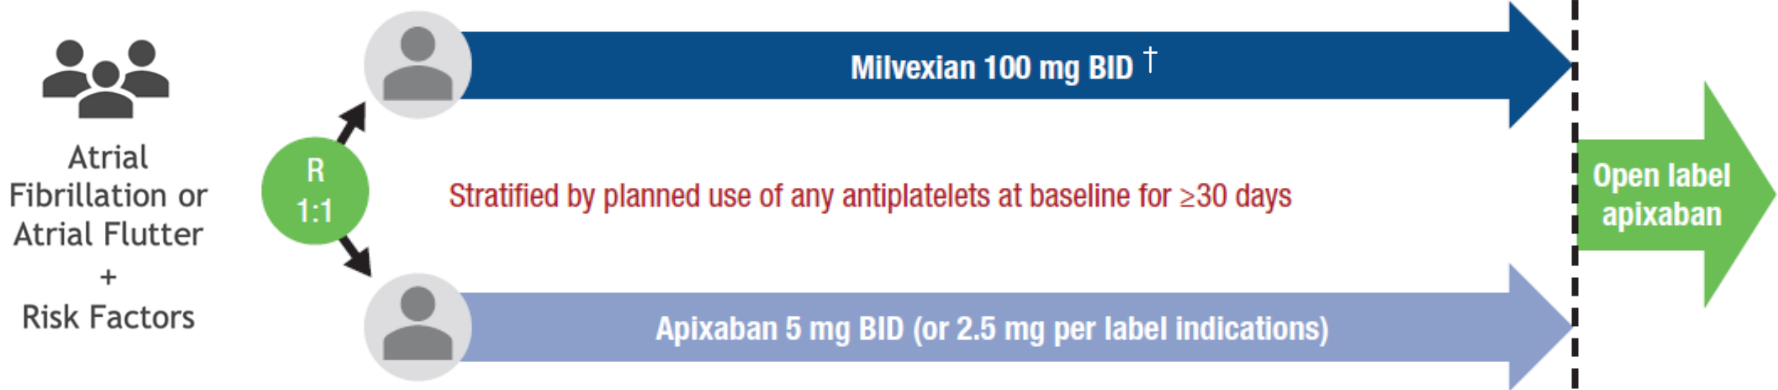 Atrial
Fibrillation or
Atrial Flutter
+
Risk Factors
R
1:1
Milvexian 100 mg BID †
Stratified by planned use of any antiplatelets at baseline for ≥30 days
Apixaban 5 mg BID (or 2.5 mg per label indications)
Open label
apixaban